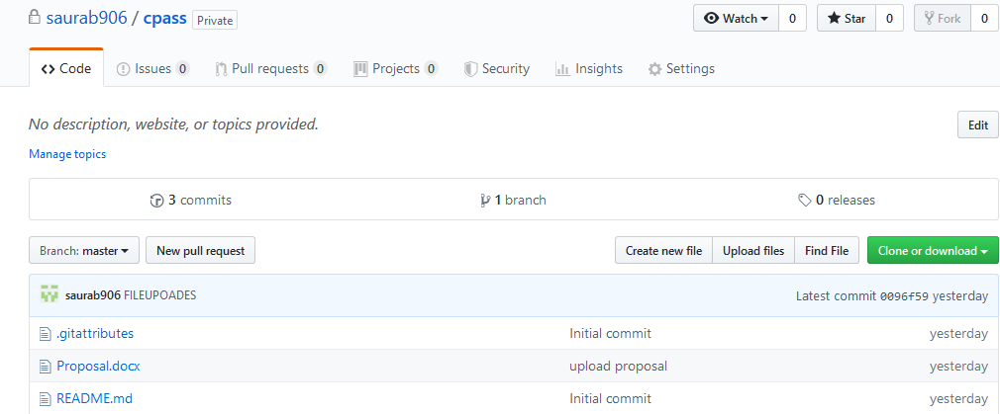 saurab906 / cpass Private Watch 0 Star 0 Fork 0
Code Issues 0 Pull requests 0 Projects 0 Security Insights Settings
No description, website, or topics provided. Edit
Manage topics
3 commits 1 branch 0 releases
Branch: master New pull request Create new file Upload files Find File Clone or download
saurab906 FILEUPOADES Latest commit 0096f59 yesterday
.gitattributes Initial commit yesterday
Proposal.docx upload proposal yesterday
README.md Initial commit yesterday